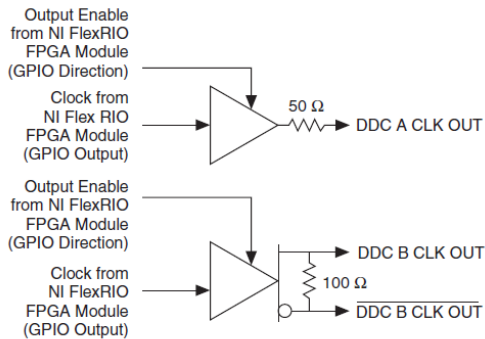 Output Enable
from NI FlexRIO
FPGA Module
(GPIO Direction)
Clock from
NI Flex RIO
FPGA Module
(GPIO Output)
50 Ω
DDC A CLK OUT
Output Enable
from NI FlexRIO
FPGA Module
(GPIO Direction)
Clock from
NI FlexRIO
FPGA Module
(GPIO Output)
DDC B CLK OUT
100 Ω
DDC B CLK OUT